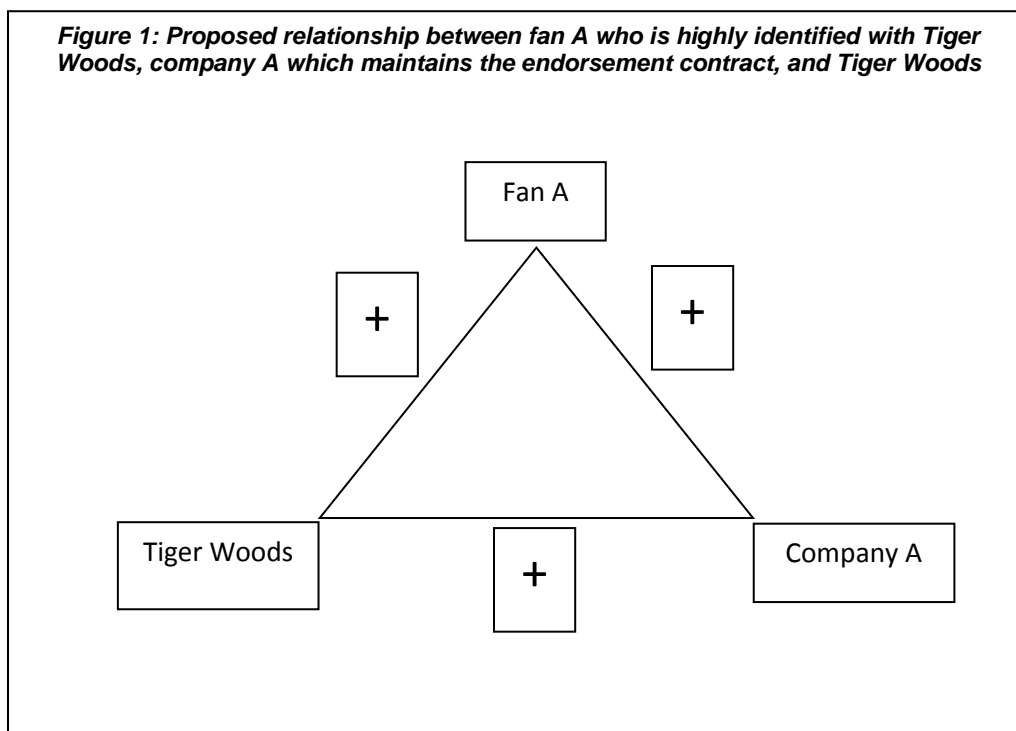 Figure 1: Proposed relationship between fan A who is highly identified with Tiger
Woods, company A which maintains the endorsement contract, and Tiger Woods
Fan A
+
+
Tiger Woods
Company A
+